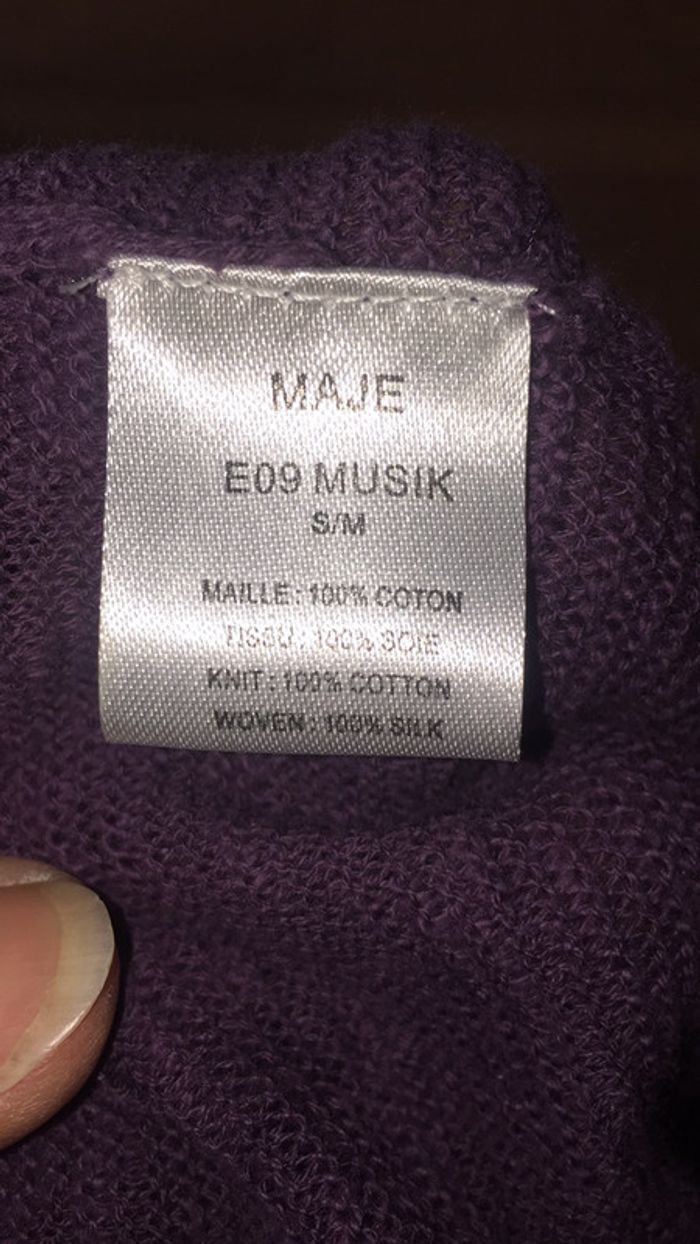 MAJE
E09 MUSIK
S/M
MAILLE : 100% COTON
TISSU : 100% SOIE
KNIT : 100% COTTON
WOVEN : 100% SILK